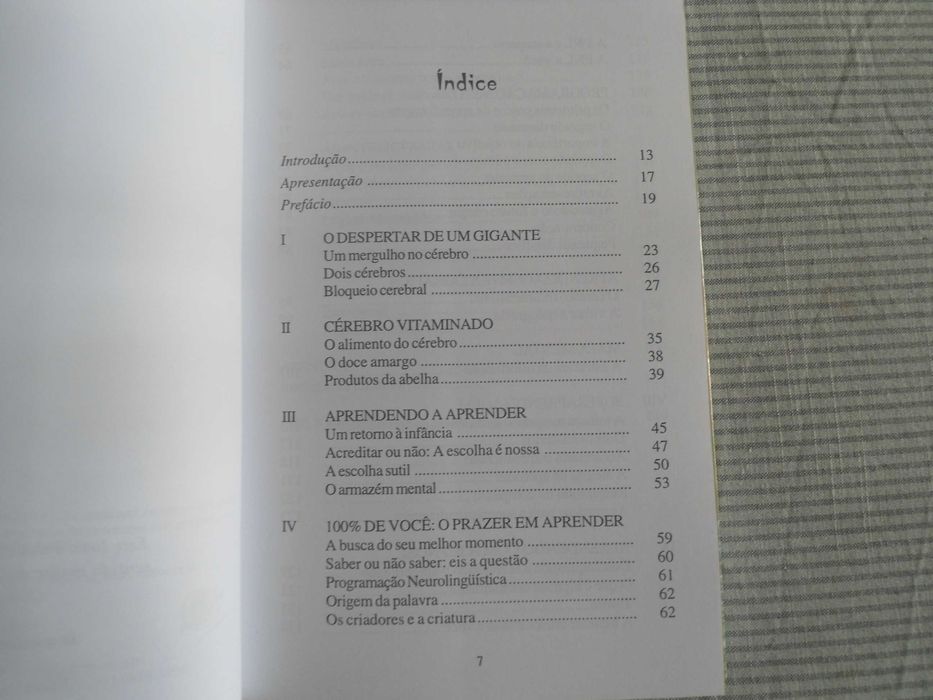 Índice
Introdução.................................................................. 13
Apresentação ............................................................. 17
Prefácio..................................................................... 19
I O DESPERTAR DE UM GIGANTE
Um mergulho no cérebro ........................................ 23
Dois cérebros......................................................... 26
Bloqueio cerebral ................................................... 27
II CÉREBRO VITAMINADO
O alimento do cérebro............................................ 35
O doce amargo ...................................................... 38
Produtos da abelha................................................. 39
III APRENDENDO A APRENDER
Um retorno à infância ............................................ 45
Acreditar ou não: A escolha é nossa ...................... 47
A escolha sutil ....................................................... 50
O armazém mental................................................. 53
IV 100% DE VOCÊ: O PRAZER EM APRENDER
A busca do seu melhor momento ........................... 59
Saber ou não saber: eis a questão .......................... 60
Programação Neurolingüística................................ 61
Origem da palavra ................................................. 62
Os criadores e a criatura......................................... 62
7